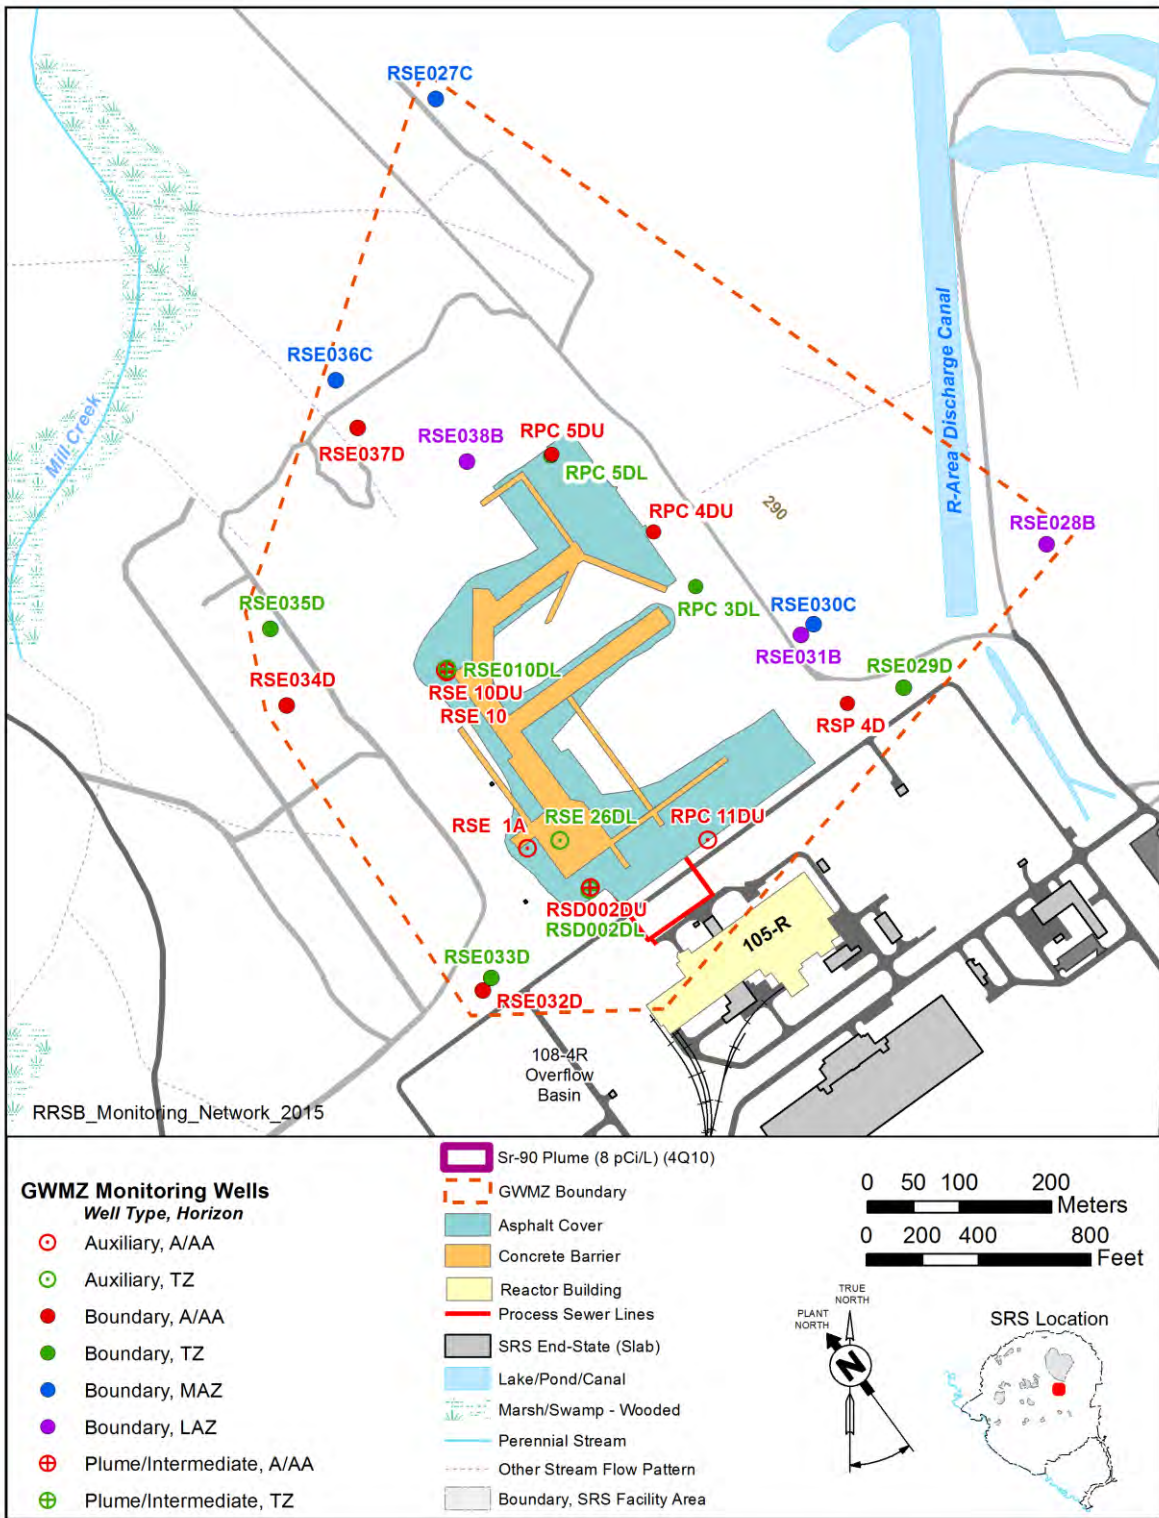 RSE027C
RSE036C
RSE037D
RSE038B
RPC 5DU
RPC 5DL
RPC 4DU
290
R-Area Discharge Canal
Mill Creek
RSE028B
RPC 3DL
RSE030C
RSE031B
RSE035D
RSE029D
RSE034D
RSE010DL
RSE 10DU
RSE 10
RSP 4D
RSE 1A
RSE 26DL
RPC 11DU
RSD002DU
RSD002DL
105-R
RSE033D
RSE032D
108-4R
Overflow
Basin
RRSB_Monitoring_Network_2015
GWMZ Monitoring Wells
Well Type, Horizon
Auxiliary, A/AA
Auxiliary, TZ
Boundary, A/AA
Boundary, TZ
Boundary, MAZ
Boundary, LAZ
Plume/Intermediate, A/AA
Plume/Intermediate, TZ
Sr-90 Plume (8 pCi/L) (4Q10)
GWMZ Boundary
Asphalt Cover
Concrete Barrier
Reactor Building
Process Sewer Lines
SRS End-State (Slab)
Lake/Pond/Canal
Marsh/Swamp - Wooded
Perennial Stream
Other Stream Flow Pattern
Boundary, SRS Facility Area
0 50 100 200
Meters
0 200 400 800
Feet
TRUE
NORTH
PLANT
NORTH
N
SRS Location